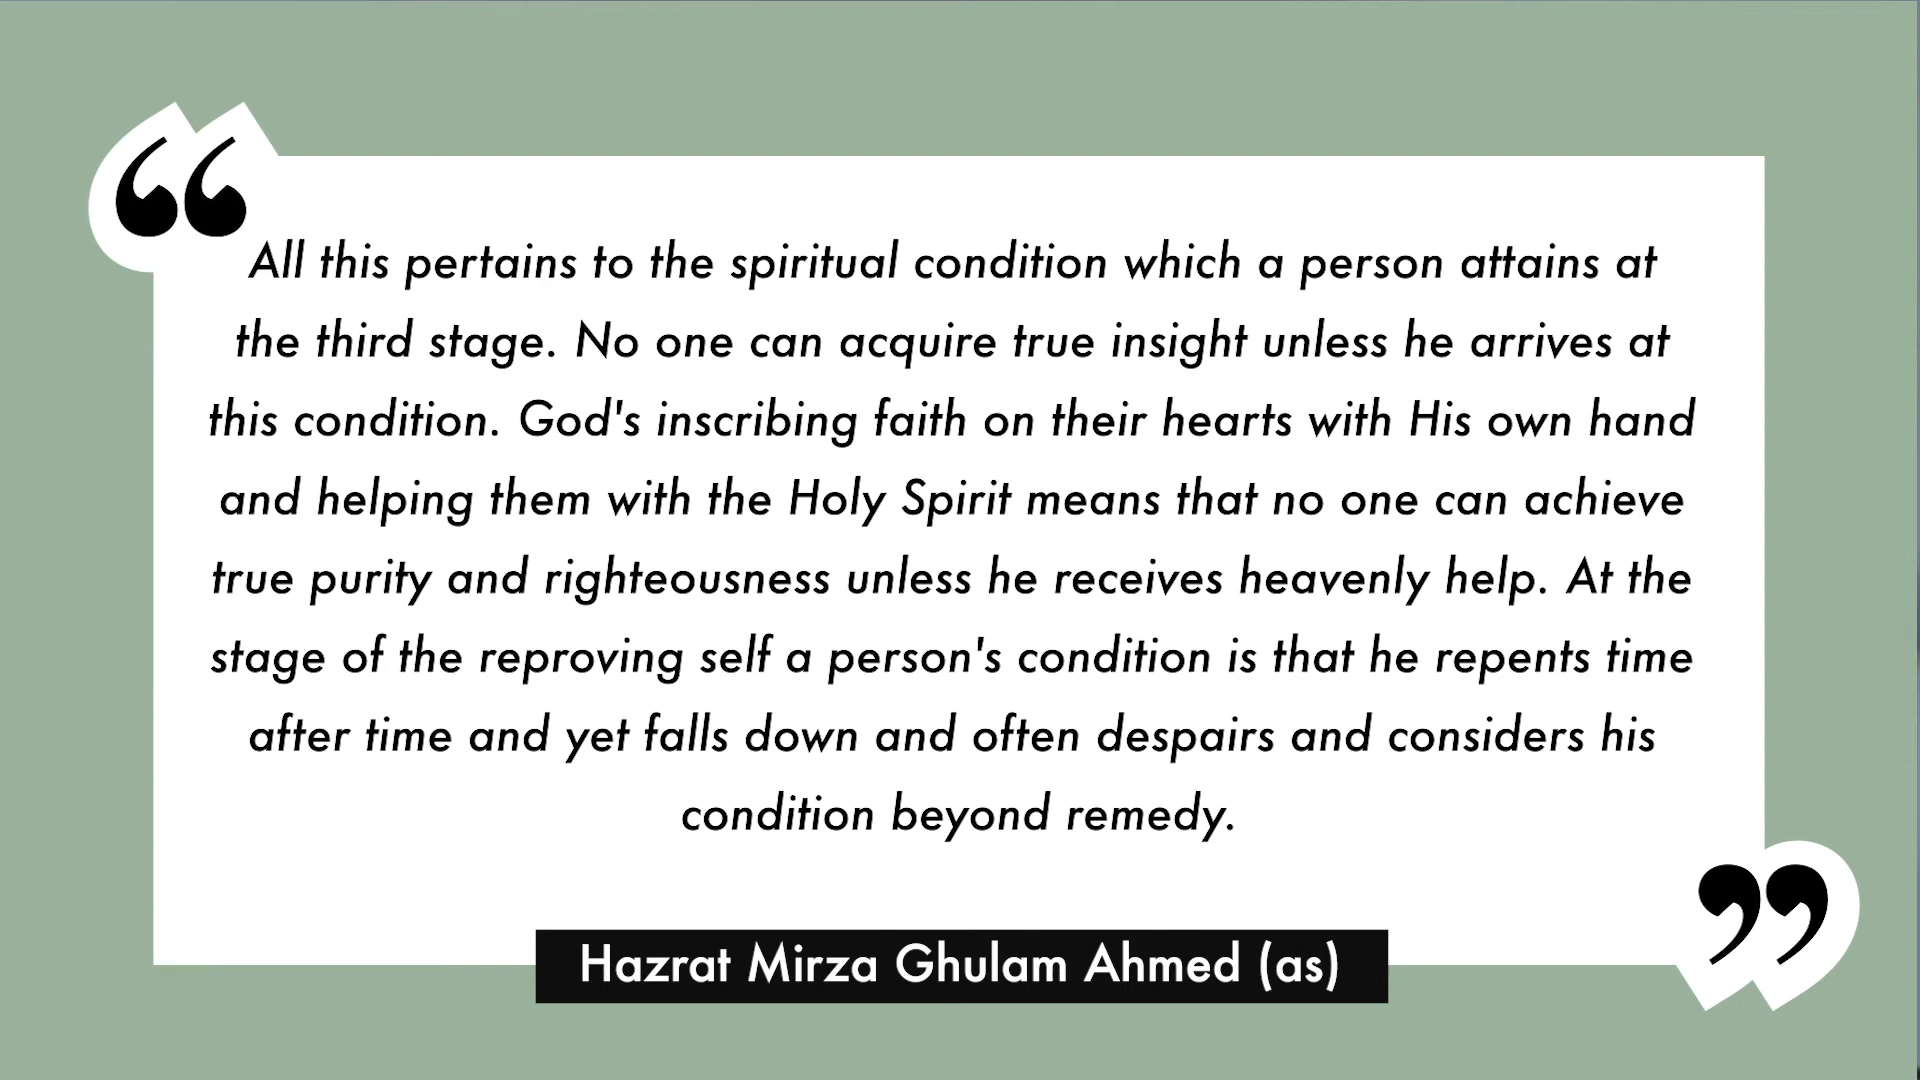 “
All this pertains to the spiritual condition which a person attains at
the third stage. No one can acquire true insight unless he arrives at
this condition. God's inscribing faith on their hearts with His own hand
and helping them with the Holy Spirit means that no one can achieve
true purity and righteousness unless he receives heavenly help. At the
stage of the reproving self a person's condition is that he repents time
after time and yet falls down and often despairs and considers his
condition beyond remedy.
”
Hazrat Mirza Ghulam Ahmed (as)